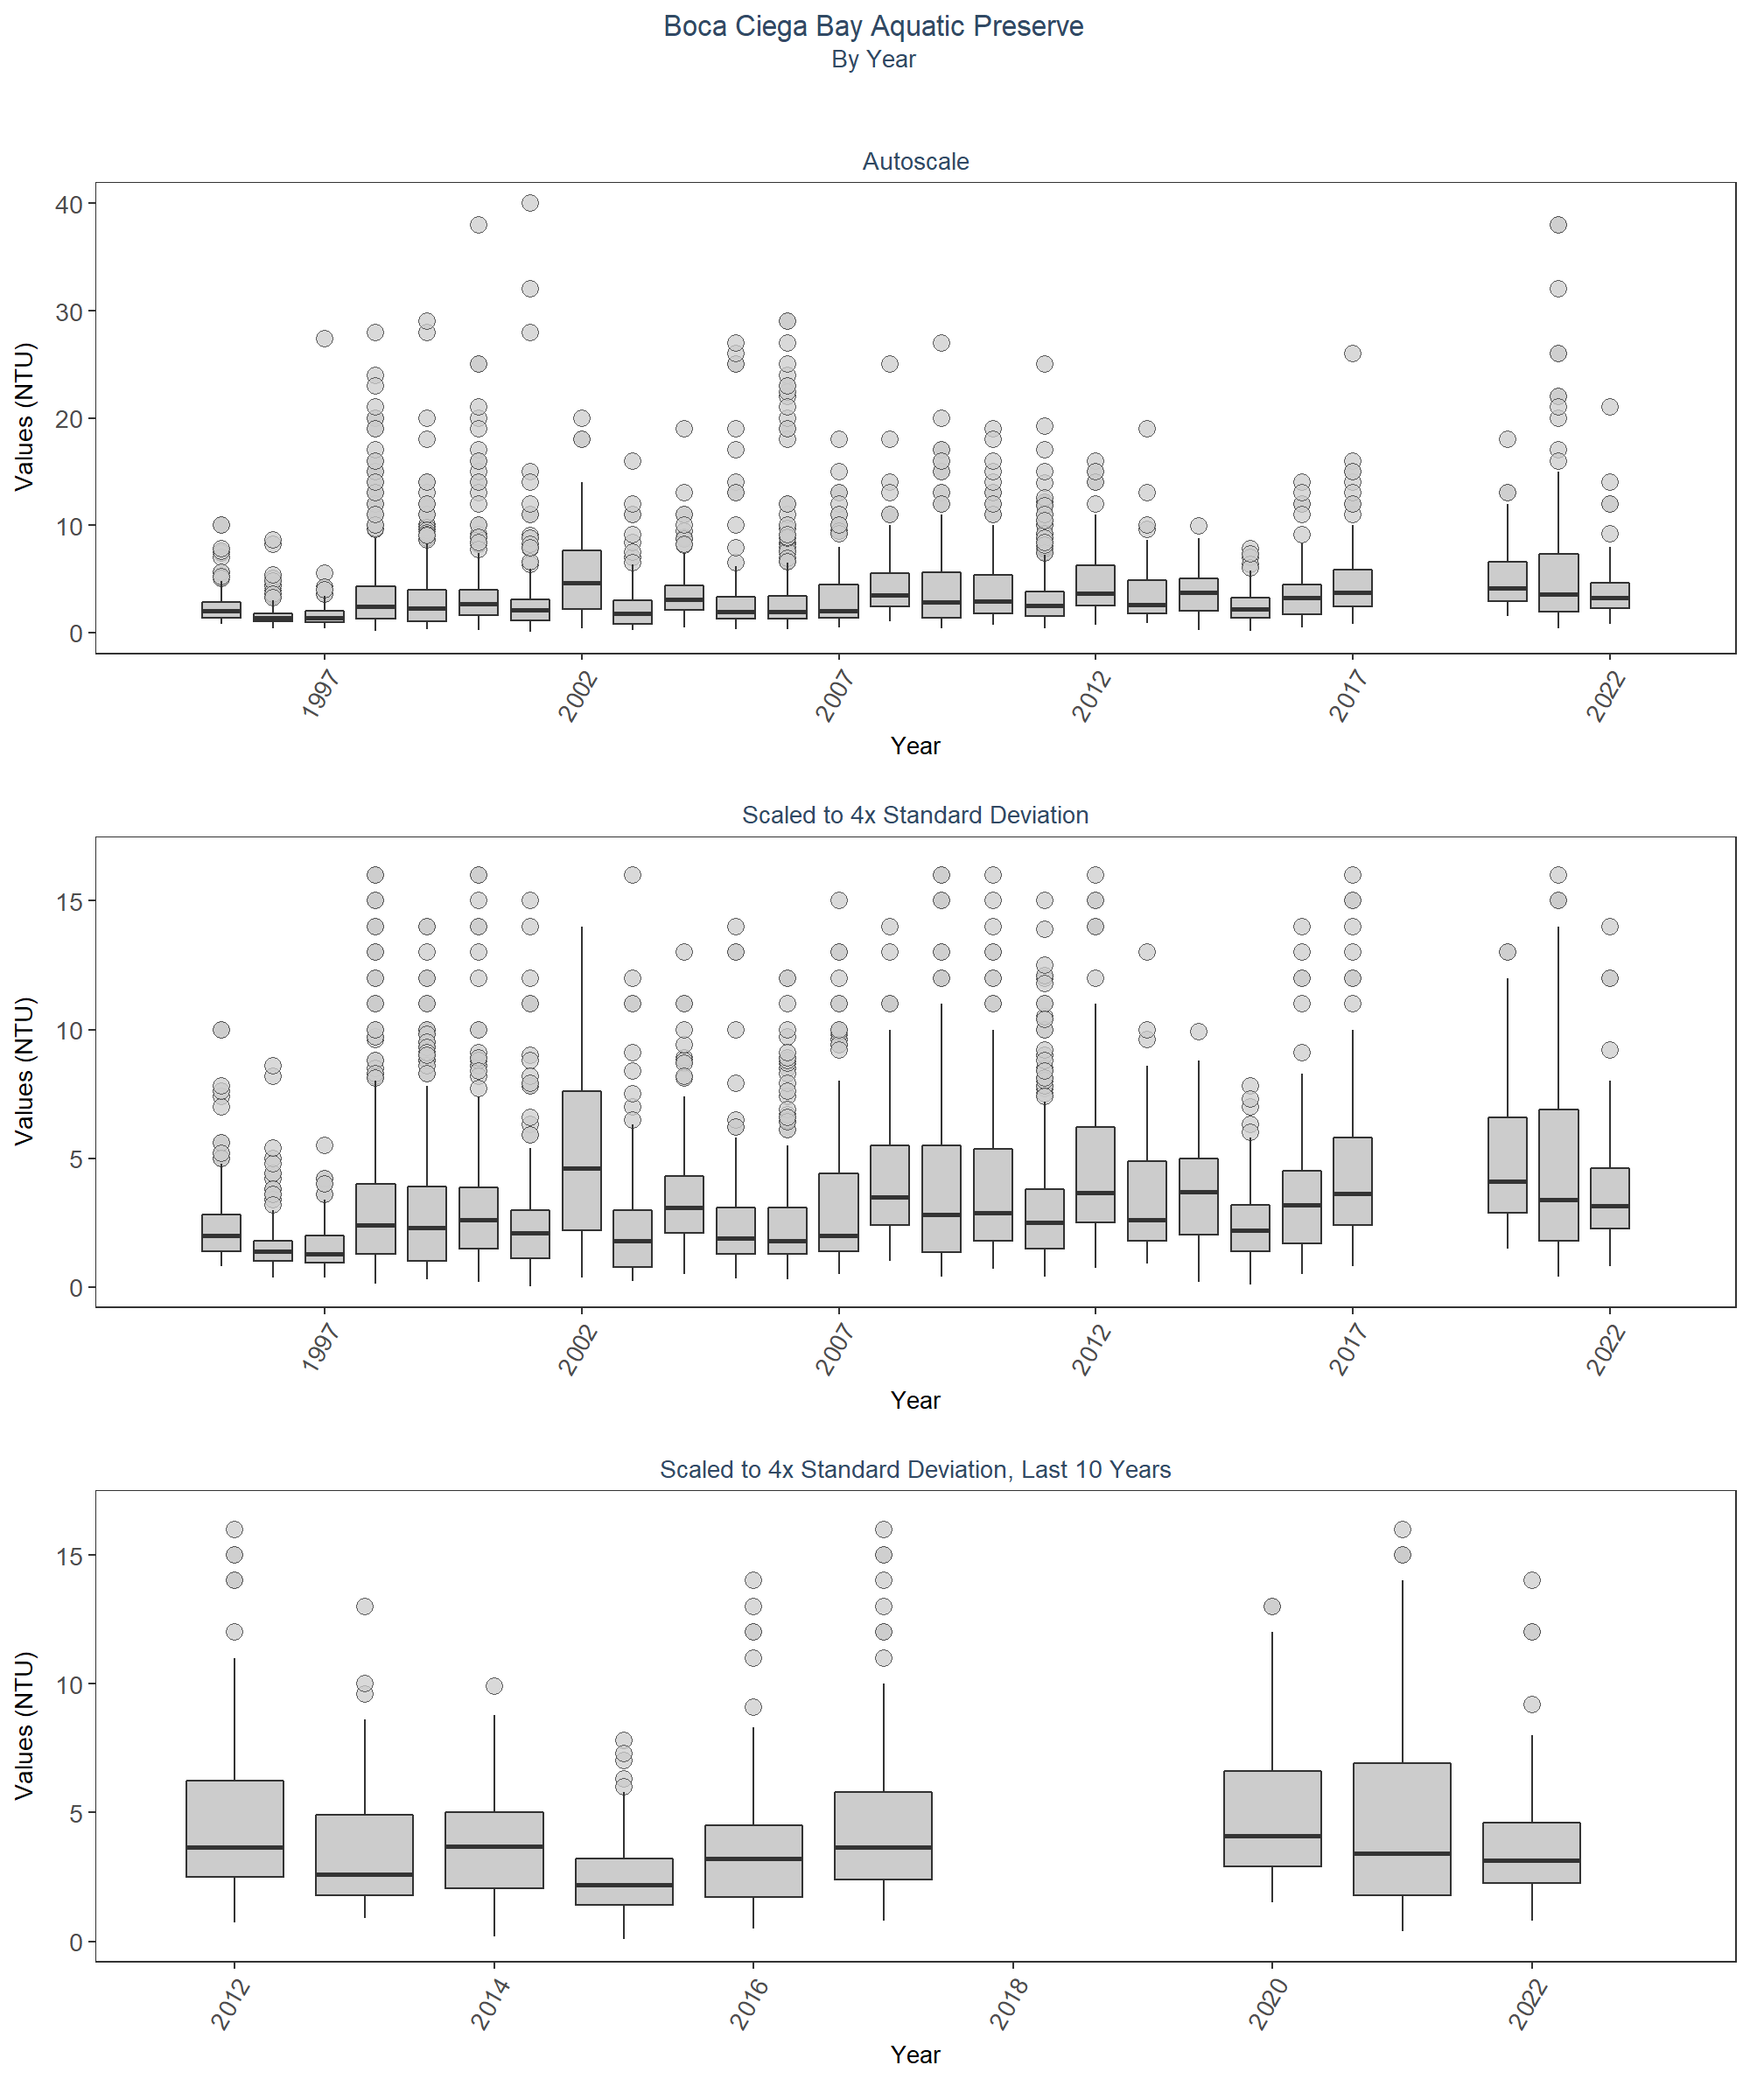 Boca Ciega Bay Aquatic Preserve
By Year
Autoscale
Values (NTU)
40
30
20
10
0
1997
2002
2007
2012
2017
2022
Year
Scaled to 4x Standard Deviation
Values (NTU)
15
10
5
0
1997
2002
2007
2012
2017
2022
Year
Scaled to 4x Standard Deviation, Last 10 Years
Values (NTU)
15
10
5
0
2012
2014
2016
2018
2020
2022
Year